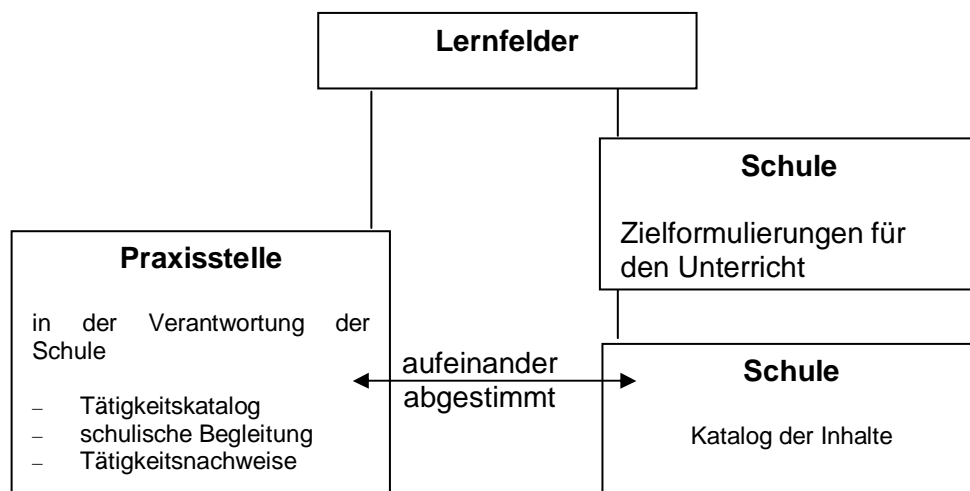 Lernfelder
Schule
Zielformulierungen für
den Unterricht
Praxisstelle
in der Verantwortung der
Schule
– Tätigkeitskatalog
– schulische Begleitung
– Tätigkeitsnachweise
aufeinander
abgestimmt
Schule
Katalog der Inhalte